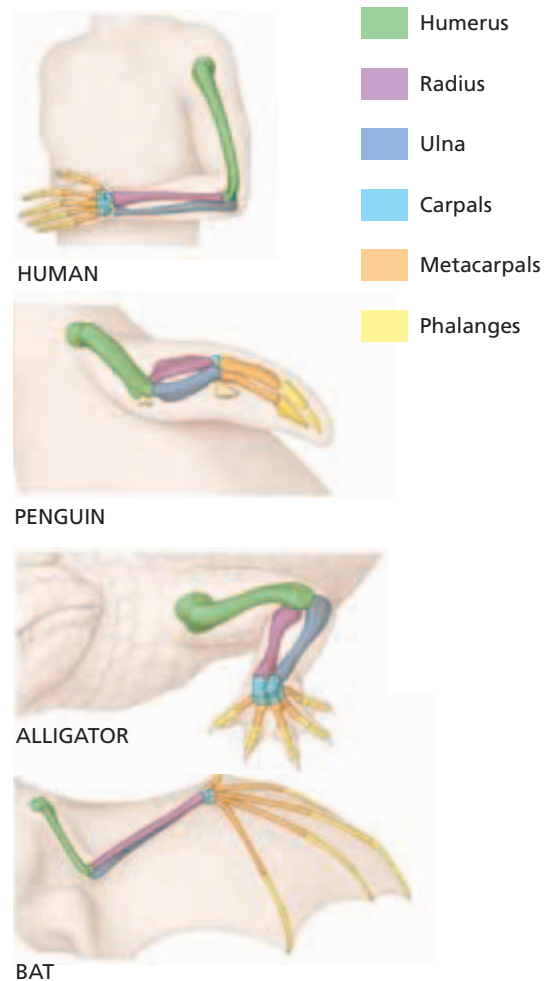 Humerus
Radius
Ulna
Carpals
Metacarpals
Phalanges
HUMAN
PENGUIN
ALLIGATOR
BAT